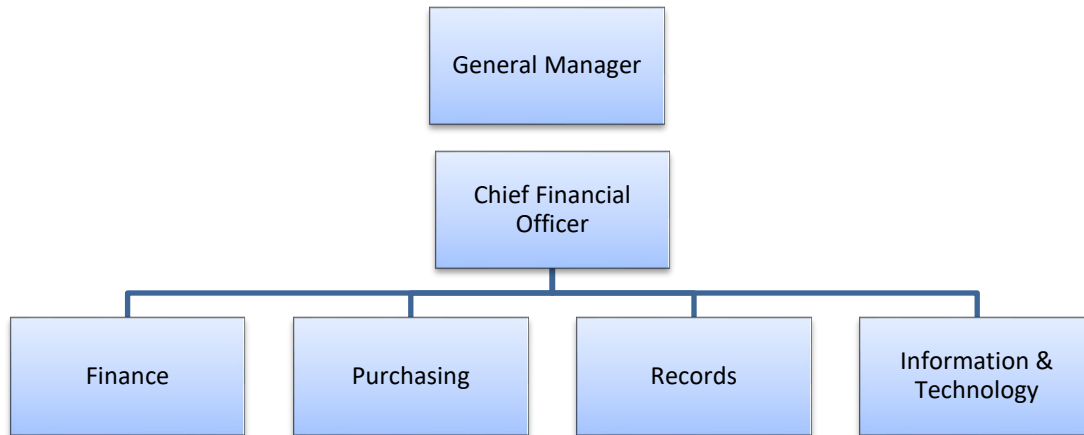 General Manager
Chief Financial
Officer
Finance
Purchasing
Records
Information &
Technology